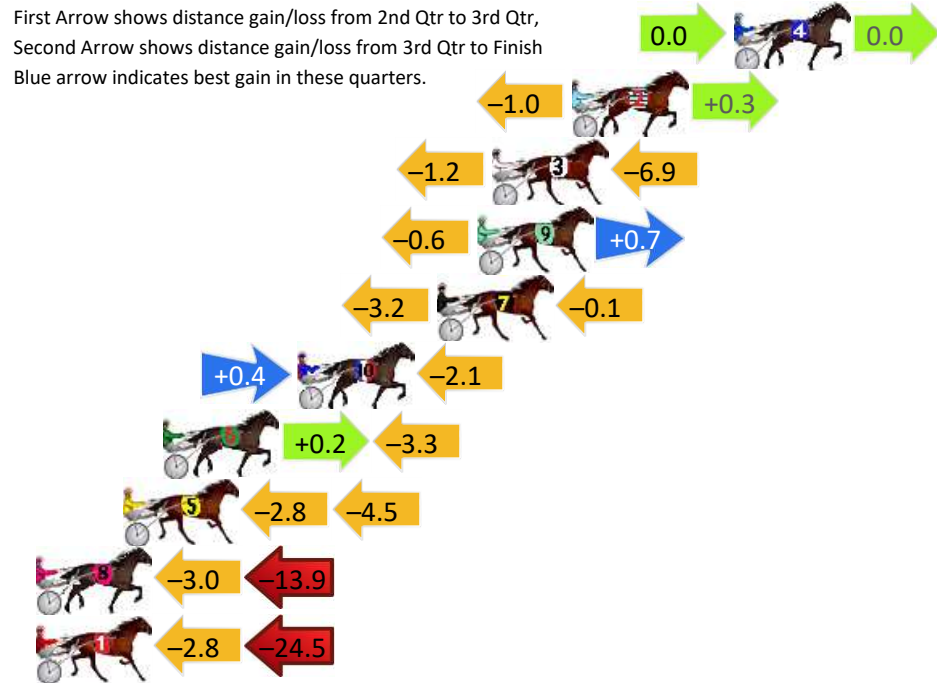 First Arrow shows distance gain/loss from 2nd Qtr to 3rd Qtr,
Second Arrow shows distance gain/loss from 3rd Qtr to Finish
Blue arrow indicates best gain in these quarters.
0.0 4 0.0
–1.0 2 +0.3
–1.2 3 –6.9
–0.6 9 +0.7
–3.2 7 –0.1
+0.4 10 –2.1
6 +0.2 –3.3
5 –2.8 –4.5
8 –3.0 –13.9
1 –2.8 –24.5